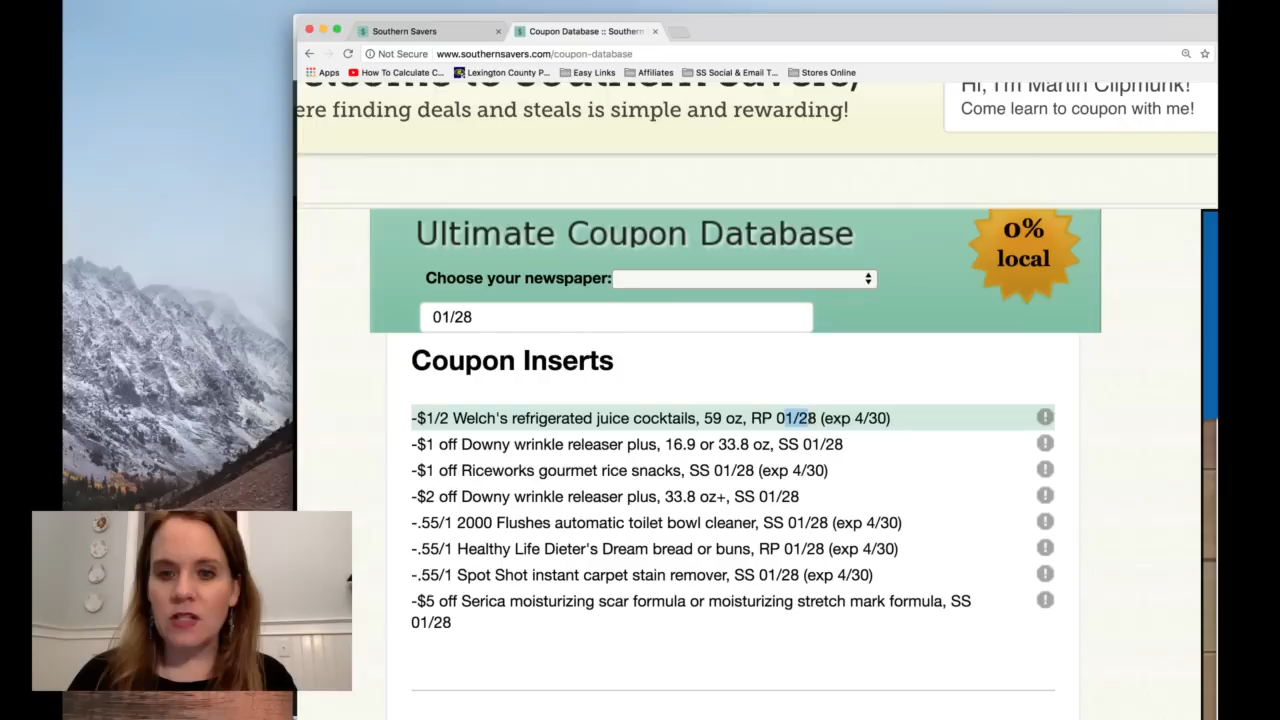 Southern Savers
Coupon Database :: Southern
Not Secure www.southernsavers.com/coupon-database
Apps How To Calculate C... Lexington County P... Easy Links Affiliates SS Social & Email T... Stores Online
elcome to Southern Savers,
ere finding deals and steals is simple and rewarding!
Hi, I'm Martin Clipmunk!
Come learn to coupon with me!
Ultimate Coupon Database
0%
local
Choose your newspaper:
01/28
Coupon Inserts
-$1/2 Welch's refrigerated juice cocktails, 59 oz, RP 01/28 (exp 4/30)
-$1 off Downy wrinkle releaser plus, 16.9 or 33.8 oz, SS 01/28
-$1 off Riceworks gourmet rice snacks, SS 01/28 (exp 4/30)
-$2 off Downy wrinkle releaser plus, 33.8 oz+, SS 01/28
-.55/1 2000 Flushes automatic toilet bowl cleaner, SS 01/28 (exp 4/30)
-.55/1 Healthy Life Dieter's Dream bread or buns, RP 01/28 (exp 4/30)
-.55/1 Spot Shot instant carpet stain remover, SS 01/28 (exp 4/30)
-$5 off Serica moisturizing scar formula or moisturizing stretch mark formula, SS
01/28